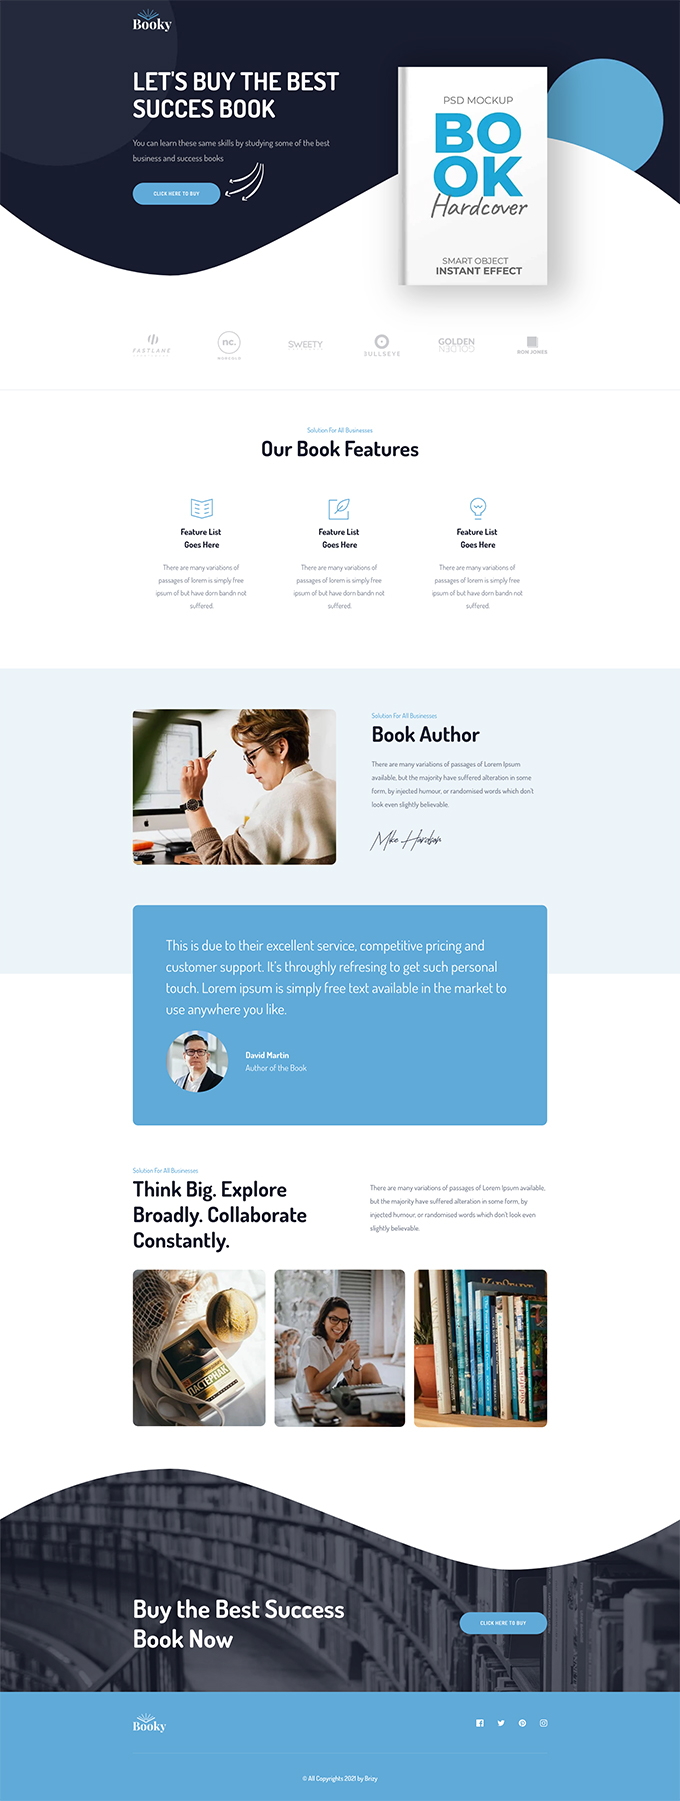 Booky
LET'S BUY THE BEST
SUCCES BOOK
You can learn these same skills by studying some of the best
business and success books
CLICK HERE TO BUY
PSD MOCKUP
BO
OK
Hardcover
SMART OBJECT
INSTANT EFFECT
FASTLANE
nc.
SWEETY
BULLSEYE
GOLDEN
GOLDEN
RON JONES
Solution For All Businesses
Our Book Features
Feature List
Goes Here
There are many variations of
passages of lorem is simply free
ipsum of but have dorn bandn not
suffered.
Feature List
Goes Here
There are many variations of
passages of lorem is simply free
ipsum of but have dorn bandn not
suffered.
Feature List
Goes Here
There are many variations of
passages of lorem is simply free
ipsum of but have dorn bandn not
suffered.
Solution For All Businesses
Book Author
There are many variations of passages of Lorem Ipsum
available, but the majority have suffered alteration in some
form, by injected humour, or randomised words which don't
look even slightly believable.
Mike
This is due to their excellent service, competitive pricing and
customer support. It's throughly refresing to get such personal
touch. Lorem ipsum is simply free text available in the market to
use anywhere you like.
David Martin
Author of the Book
Solution For All Businesses
Think Big. Explore
Broadly. Collaborate
Constantly.
There are many variations of passages of Lorem Ipsum available,
but the majority have suffered alteration in some form, by
injected humour, or randomised words which don't look even
slightly believable.
ПАСТЕРНАК
Buy the Best Success
Book Now
CLICK HERE TO BUY
Booky
© All Copyrights 2021 by Brizy